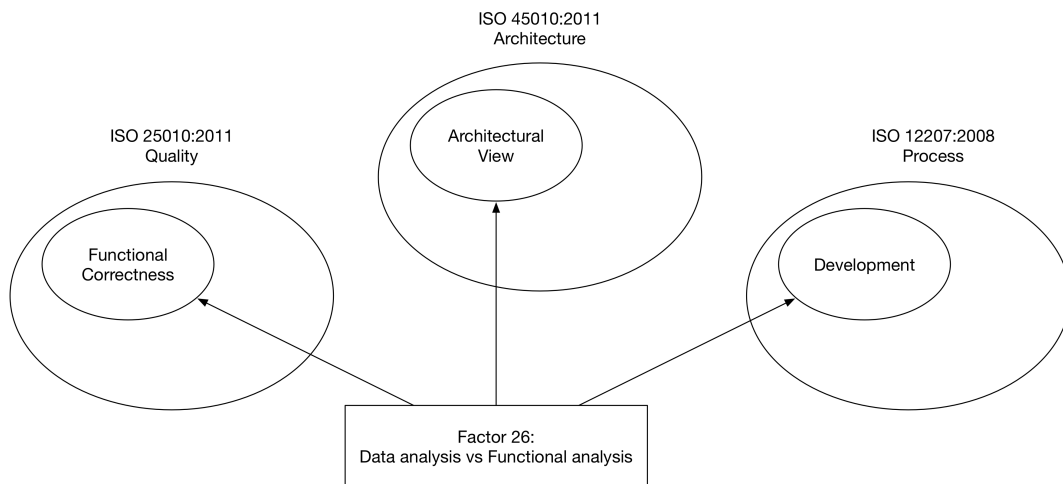 ISO 45010:2011
Architecture
Architectural
View
ISO 25010:2011
Quality
Functional
Correctness
ISO 12207:2008
Process
Development
Factor 26:
Data analysis vs Functional analysis